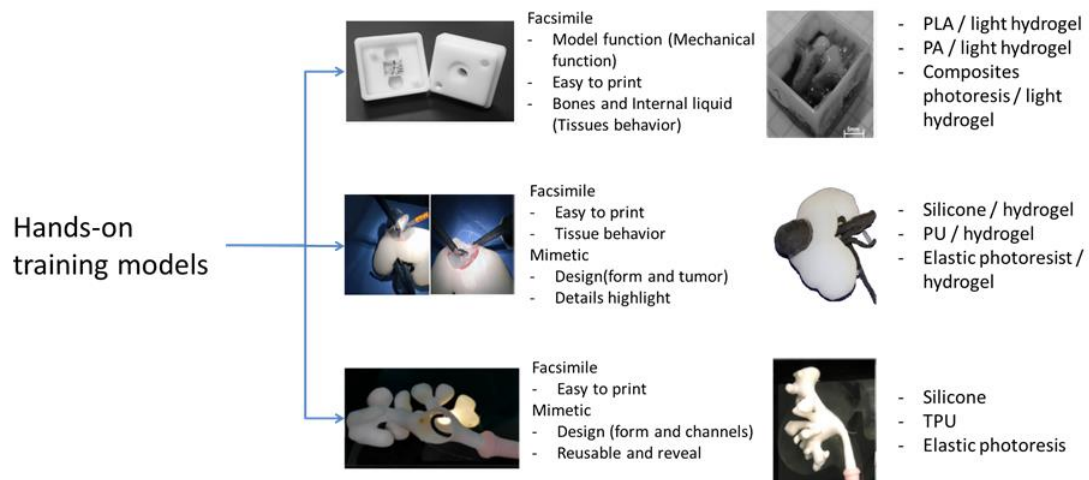 Hands-on
training models
Facsimile
- Model function (Mechanical
function)
- Easy to print
- Bones and Internal liquid
(Tissues behavior)
- PLA / light hydrogel
- PA / light hydrogel
- Composites
photoresis / light
hydrogel
Facsimile
- Easy to print
- Tissue behavior
Mimetic
- Design(form and tumor)
- Details highlight
- Silicone / hydrogel
- PU / hydrogel
- Elastic photoresist /
hydrogel
Facsimile
- Easy to print
Mimetic
- Design (form and channels)
- Reusable and reveal
- Silicone
- TPU
- Elastic photoresis